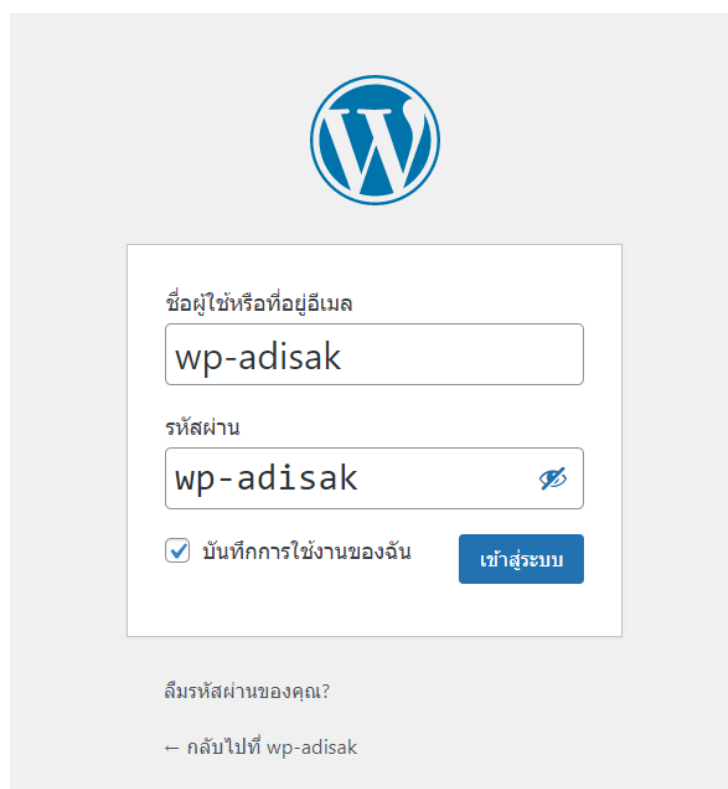 ชื่อผู้ใช้หรือที่อยู่อีเมล
wp-adisak
รหัสผ่าน
wp-adisak
บันทึกการใช้งานของฉัน
เข้าสู่ระบบ
ลืมรหัสผ่านของคุณ?
← กลับไปที่ wp-adisak